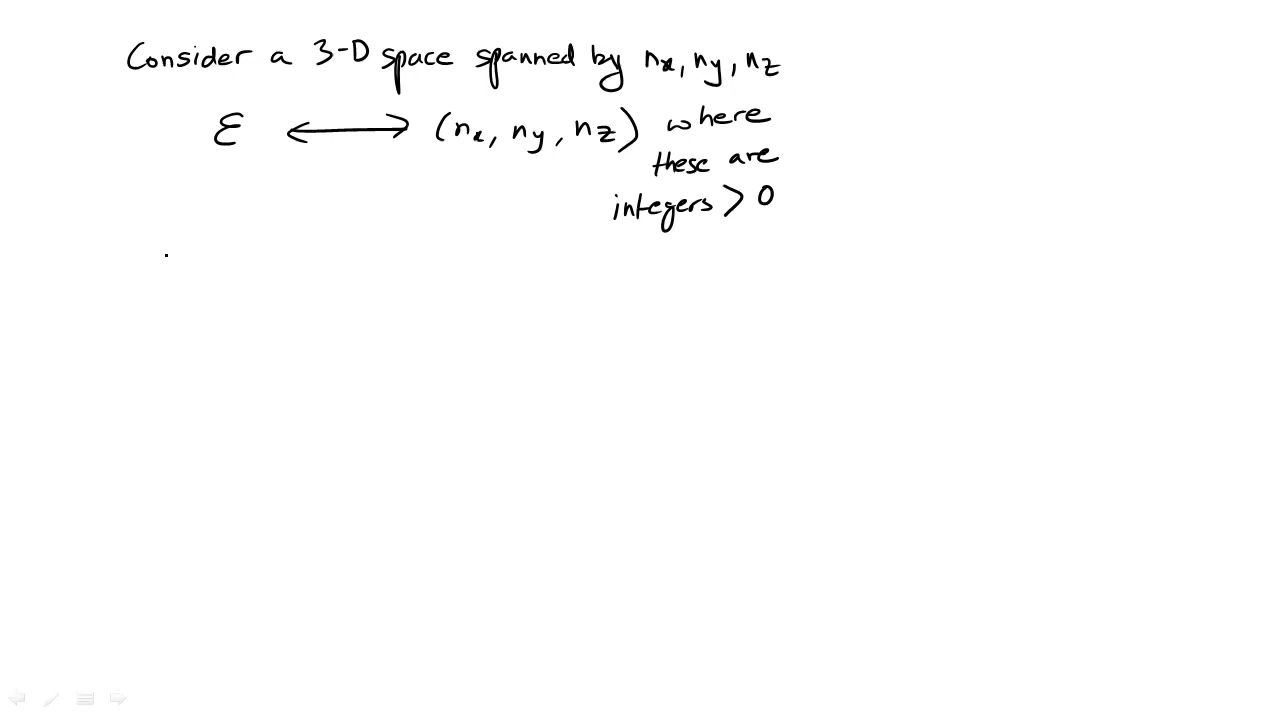 Consider a 3-D space spanned by nx, ny, nz
ℰ ⟷ (nx, ny, nz) where
these are
integers > 0